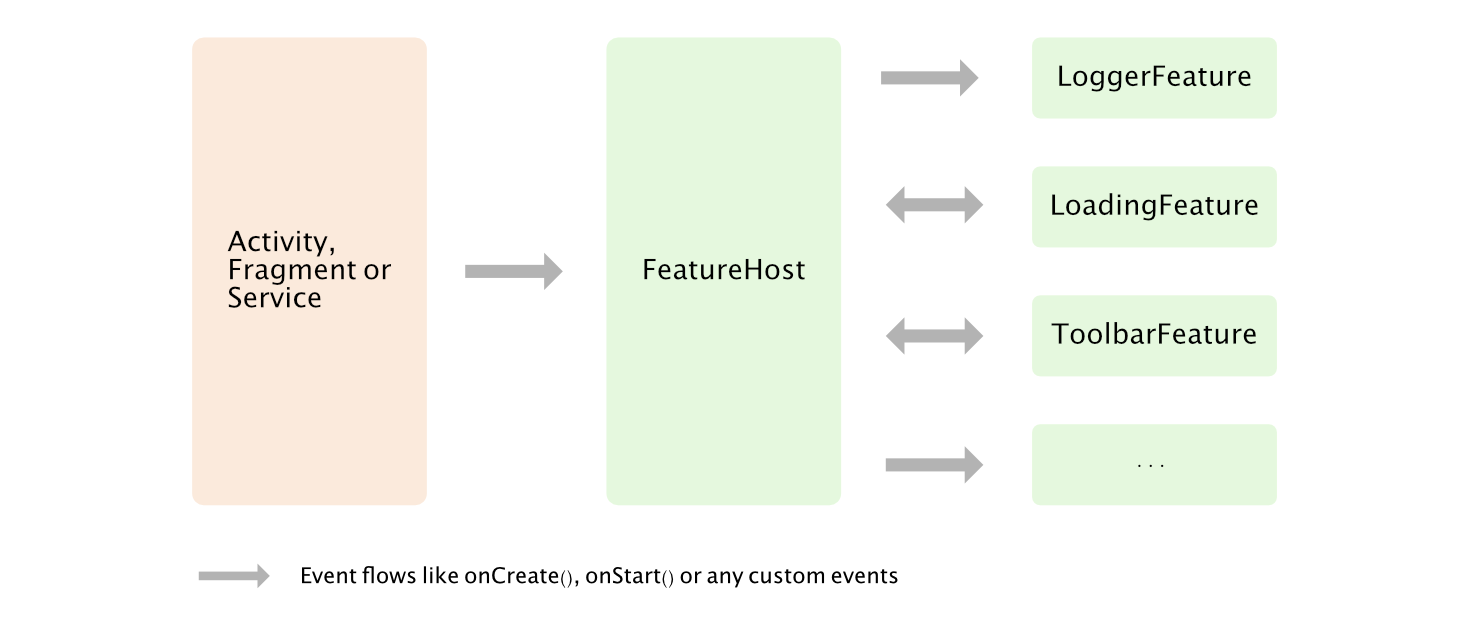 Activity,
Fragment or
Service
FeatureHost
LoggerFeature
LoadingFeature
ToolbarFeature
...
Event flows like onCreate(), onStart() or any custom events